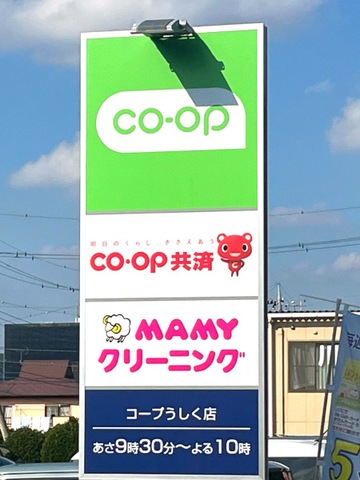 co-op
明日のくらし、ささえあう
CO·OP共済
MAMY
クリーニング
コープうしく店
あさ9時30分～よる10時
5